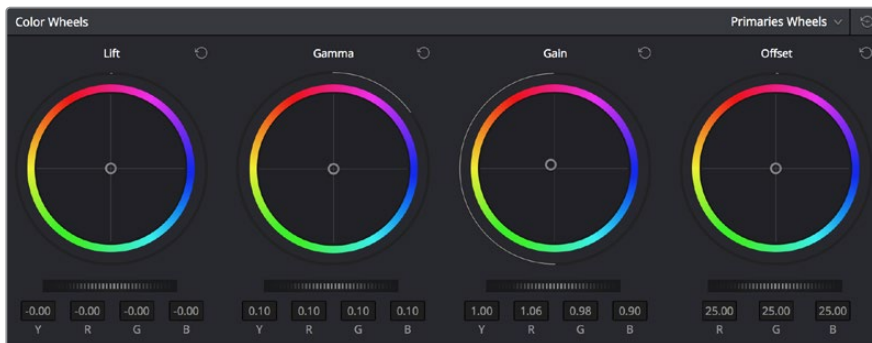 Color Wheels Primaries Wheels
Lift Gamma Gain Offset
-0.00 -0.00 -0.00 -0.00 0.10 0.10 0.10 0.10 1.00 1.06 0.98 0.90 25.00 25.00 25.00
Y R G B Y R G B Y R G B R G B